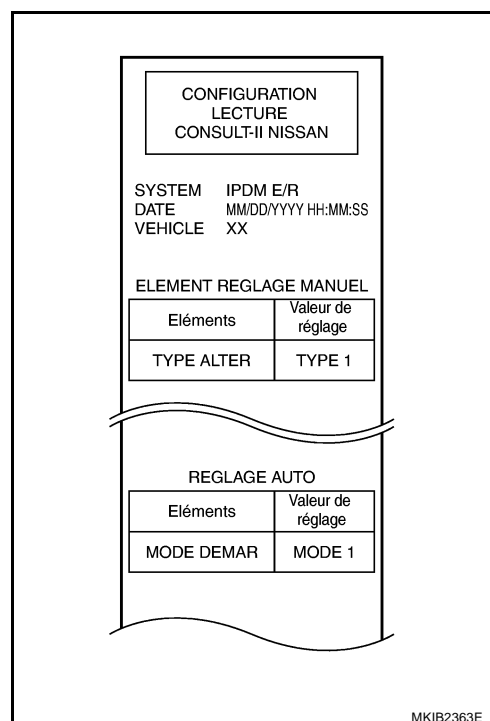 CONFIGURATION
LECTURE
CONSULT-II NISSAN
SYSTEM IPDM E/R
DATE MM/DD/YYYY HH:MM:SS
VEHICLE XX
ELEMENT REGLAGE MANUEL
Eléments Valeur de réglage
TYPE ALTER TYPE 1
REGLAGE AUTO
Eléments Valeur de réglage
MODE DEMAR MODE 1
MKIB2363E